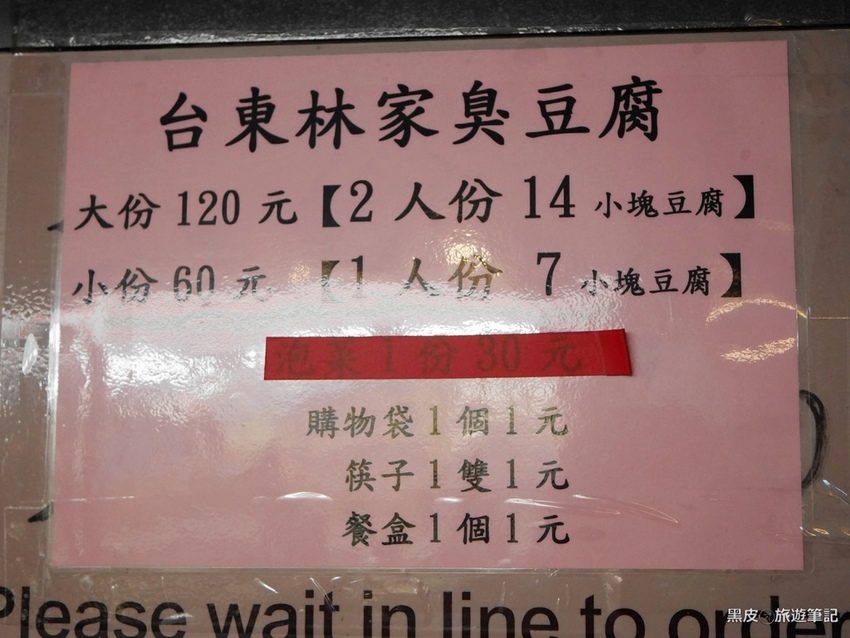 台東林家臭豆腐
大份 120 元【2 人份 14 小塊豆腐】
小份 60 元【1 人份 7 小塊豆腐】
泡菜 1 份 30 元
購物袋 1 個 1 元
筷子 1 雙 1 元
餐盒 1 個 1 元
Please wait in line to order
黑皮 旅遊筆記